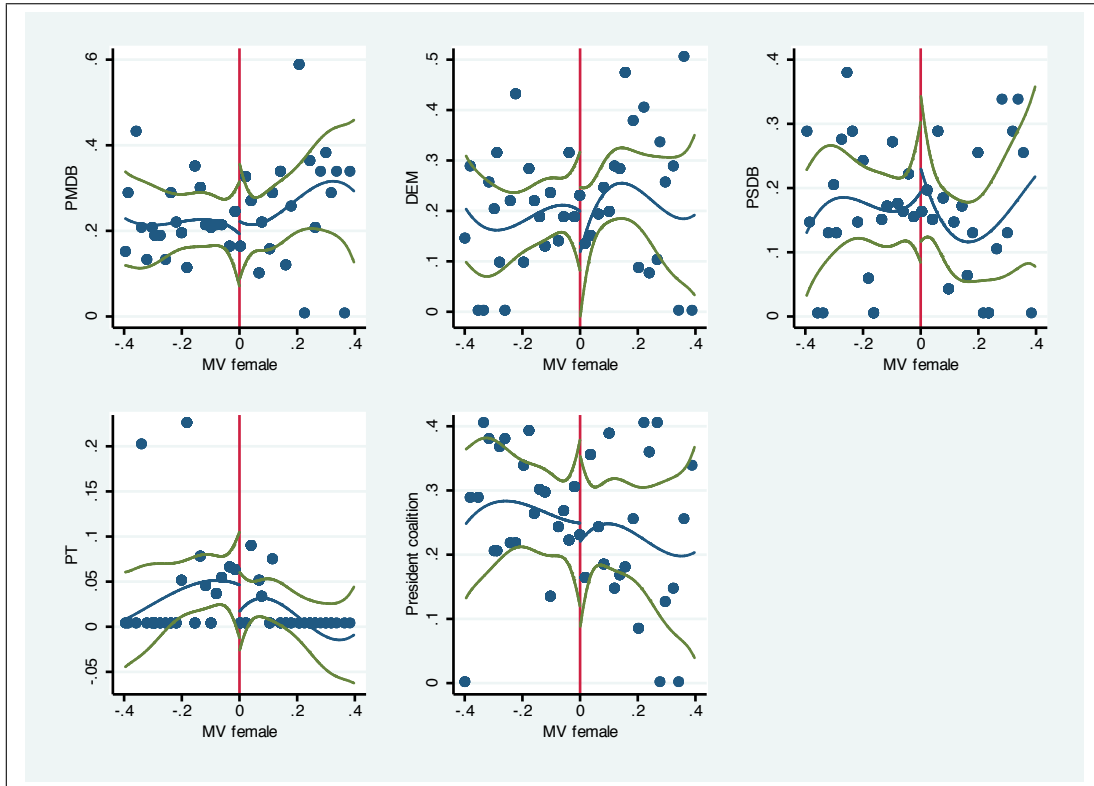 PMDB
.6
.4
.2
0
-.4 -.2 0 .2 .4
MV female
DEM
.5
.4
.3
.2
.1
0
-.4 -.2 0 .2 .4
MV female
PSDB
.4
.3
.2
.1
0
-.4 -.2 0 .2 .4
MV female
PT
.2
.15
.1
.05
0
-.05
-.4 -.2 0 .2 .4
MV female
President coalition
.4
.3
.2
.1
0
-.4 -.2 0 .2 .4
MV female